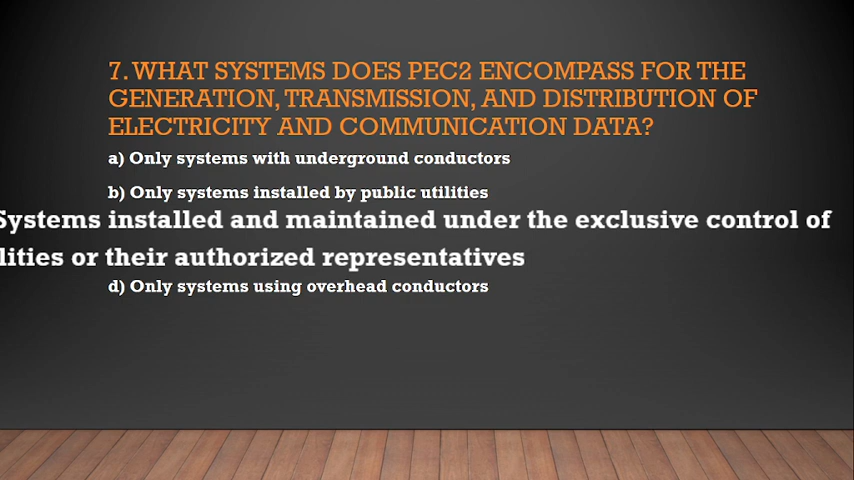 7. WHAT SYSTEMS DOES PEC2 ENCOMPASS FOR THE
GENERATION, TRANSMISSION, AND DISTRIBUTION OF
ELECTRICITY AND COMMUNICATION DATA?
a) Only systems with underground conductors
b) Only systems installed by public utilities
Systems installed and maintained under the exclusive control of
lities or their authorized representatives
d) Only systems using overhead conductors